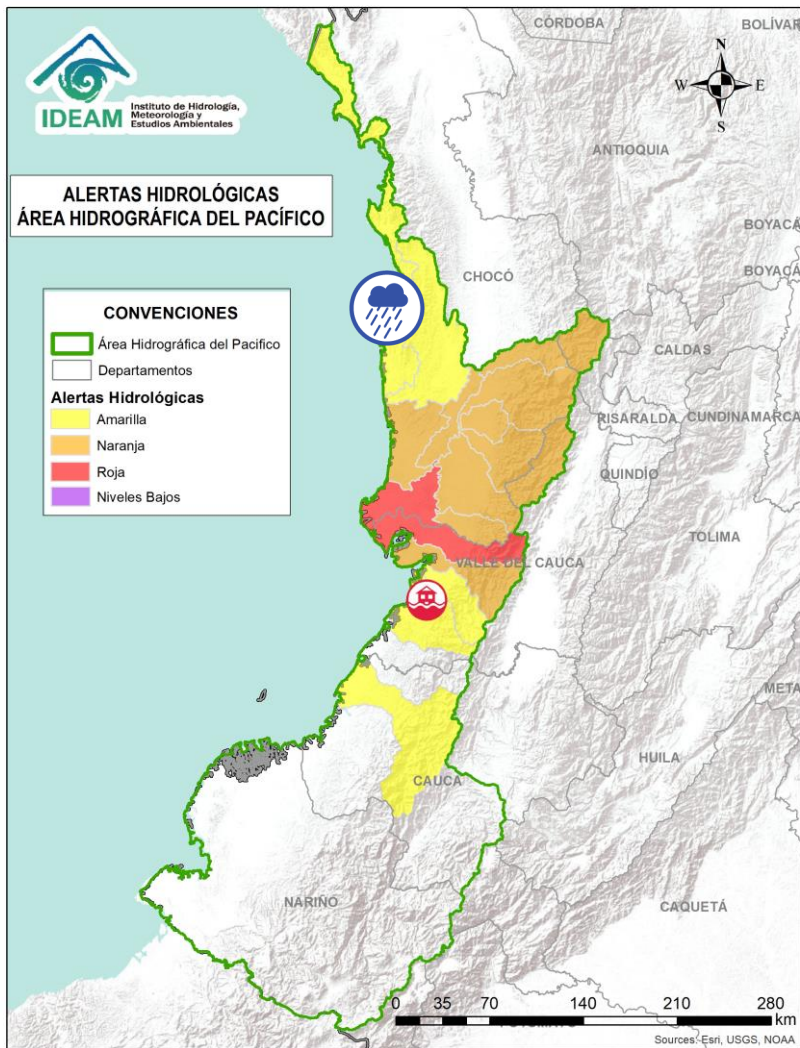 CÓRDOBA
BOLÍVAR
N
W E
S
IDEAM
Instituto de Hidrología,
Meteorología y
Estudios Ambientales
ANTIOQUIA
ALERTAS HIDROLÓGICAS
ÁREA HIDROGRÁFICA DEL PACÍFICO
BOYACÁ
BOYACÁ
CHOCÓ
CONVENCIONES
Área Hidrográfica del Pacifico
Departamentos
Alertas Hidrológicas
Amarilla
Naranja
Roja
Niveles Bajos
CALDAS
RISARALDA
CUNDINAMARCA
QUINDÍO
TOLIMA
VALLE DEL CAUCA
META
HUILA
CAUCA
NARIÑO
CAQUETÁ
0 35 70 140 210 280
km
Sources: Esri, USGS, NOAA